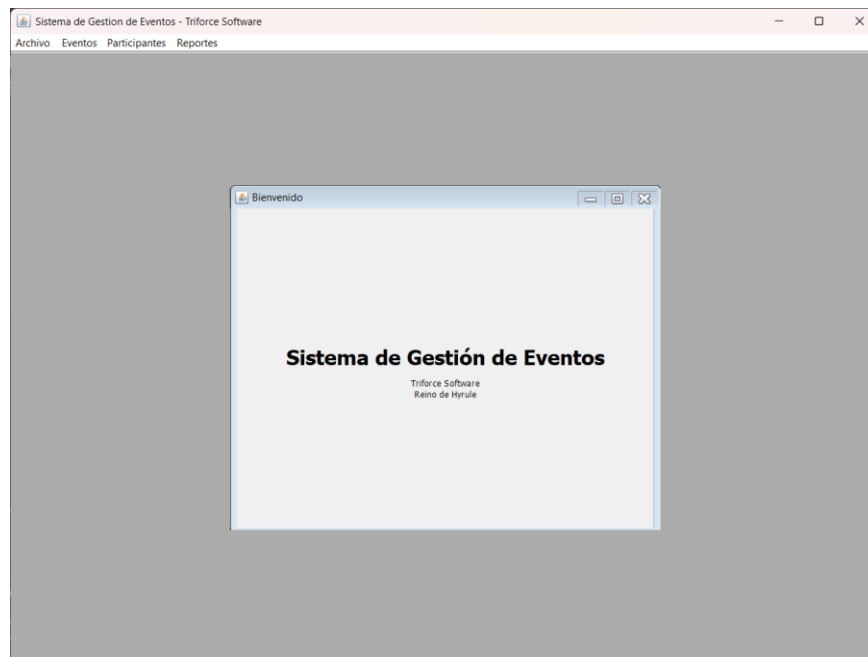 Sistema de Gestion de Eventos - Triforce Software
Archivo Eventos Participantes Reportes
Bienvenido
Sistema de Gestión de Eventos
Triforce Software
Reino de Hyrule